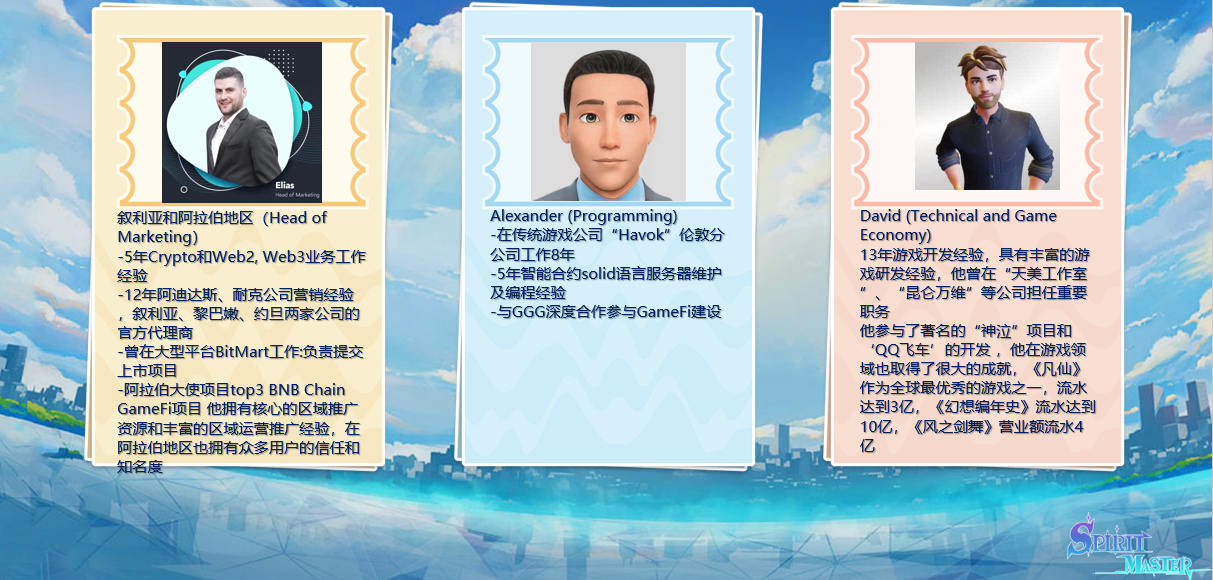 Elias
Head of Marketing
叙利亚和阿拉伯地区（Head of
Marketing）
-5年Crypto和Web2, Web3业务工作
经验
-12年阿迪达斯、耐克公司营销经验
，叙利亚、黎巴嫩、约旦两家公司的
官方代理商
-曾在大型平台BitMart工作:负责提交
上市项目
-阿拉伯大使项目top3 BNB Chain
GameFi项目 他拥有核心的区域推广
资源和丰富的区域运营推广经验，在
阿拉伯地区也拥有众多用户的信任和
知名度
Alexander (Programming)
-在传统游戏公司“Havok”伦敦分
公司工作8年
-5年智能合约solid语言服务器维护
及编程经验
-与GGG深度合作参与GameFi建设
David (Technical and Game
Economy)
13年游戏开发经验，具有丰富的游
戏研发经验，他曾在“天美工作室
”、“昆仑万维”等公司担任重要
职务
他参与了著名的“神泣”项目和
‘QQ飞车’的开发 ，他在游戏领
域也取得了很大的成就，《凡仙》
作为全球最优秀的游戏之一，流水
达到3亿，《幻想编年史》流水达到
10亿，《风之剑舞》营业额流水4
亿
SPIRIT
MASTER